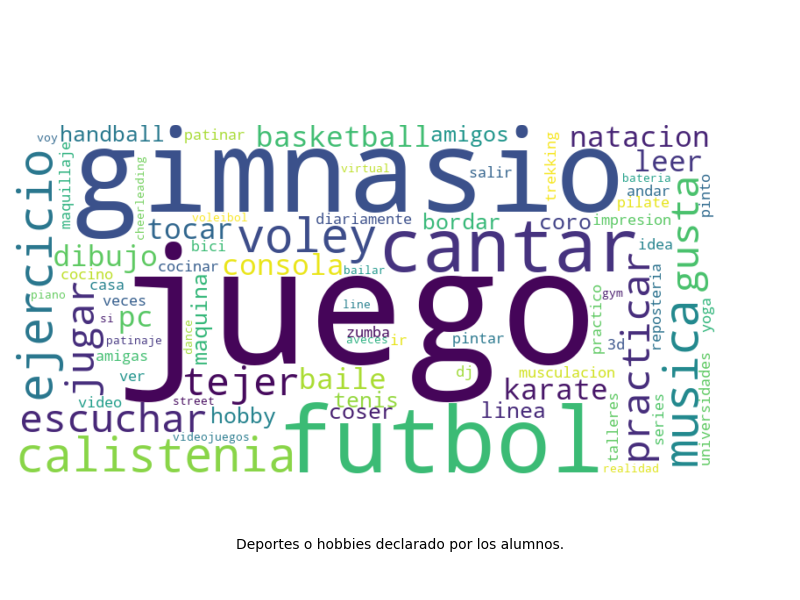 voy
handball
patinar
basketball
amigos
natacion
gimnasio
maquillaje
cheerleading
virtual
salir
trekking
leer
bateria
andar
pinto
pilate
ejercicio
voleibol
tocar
diariamente
bordar
coro
impresion
gusta
voley
cantar
dibujo
bici
idea
cocino
cocinar
consola
bailar
casa
maquina
juego
practico
gym
reposteria
piano
jugar
veces
line
yoga
si
pc
zumba
patinaje
dance
aveces
ir
pintar
3d
practicar
musica
amigas
ver
tejer
baile
dj
musculacion
karate
video
street
tenis
escuchar
hobby
coser
linea
talleres
series
universidades
videojuegos
calistenia
futbol
realidad
Deportes o hobbies declarado por los alumnos.